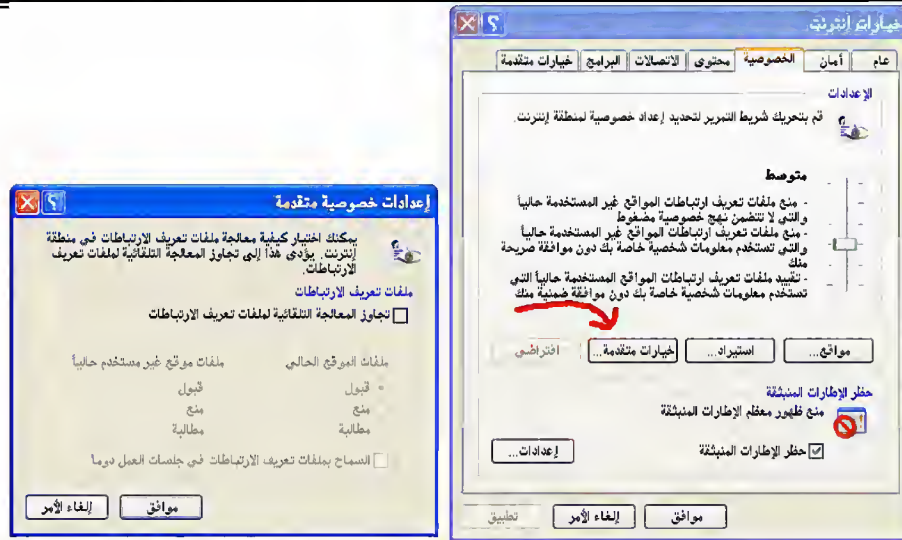 خيارات إنترنت
عام أمان الخصوصية محتوى الاتصالات البرامج خيارات متقدمة
الإعدادات
قم بتحريك شريط التمرير لتحديد إعداد خصوصية لمنطقة إنترنت.
متوسط
- منع ملفات تعريف ارتباطات المواقع غير المستخدمة حالياً
والتي لا تتضمن نهج خصوصية مضغوط
- منع ملفات تعريف ارتباطات المواقع غير المستخدمة حالياً
والتي تستخدم معلومات شخصية خاصة بك دون موافقة صريحة
منك
- تقييد ملفات تعريف ارتباطات المواقع المستخدمة حالياً التي
تستخدم معلومات شخصية خاصة بك دون موافقة ضمنية منك
مواقع... استيراد... خيارات متقدمة... افتراضي
حظر الإطارات المنبثقة
منع ظهور معظم الإطارات المنبثقة
حظر الإطارات المنبثقة إعدادات...
موافق إلغاء الأمر تطبيق
إعدادات خصوصية متقدمة
يمكنك اختيار كيفية معالجة ملفات تعريف الارتباطات في منطقة
إنترنت. يؤدي هذا إلى تجاوز المعالجة التلقائية لملفات تعريف
الارتباطات.
ملفات تعريف الارتباطات
تجاوز المعالجة التلقائية لملفات تعريف الارتباطات
ملفات الموقع الحالي ملفات موقع غير مستخدم حالياً
قبول قبول
منع منع
مطالبة مطالبة
السماح بملفات تعريف الارتباطات في جلسات العمل دوما
موافق إلغاء الأمر